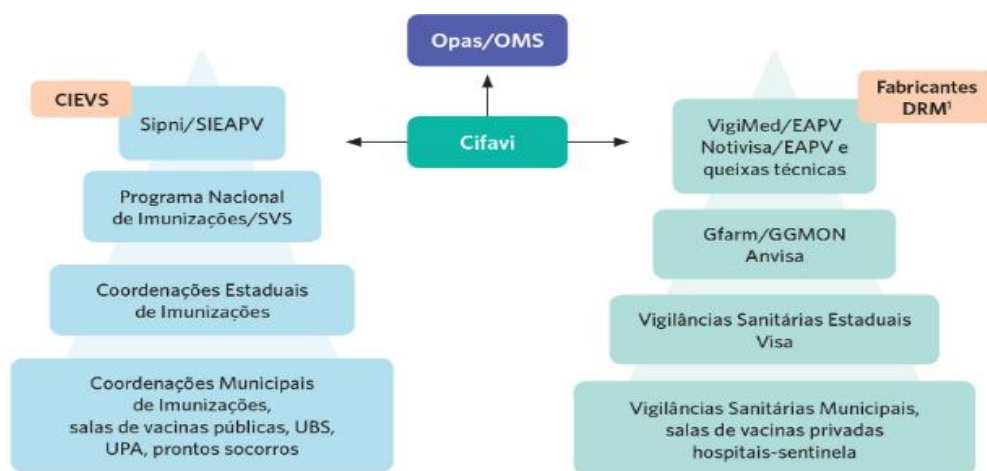 Opas/OMS
CIEVS
Sipni/SIEAPV
Cifavi
Fabricantes
DRM¹
VigiMed/EAPV
Notivisa/EAPV e
queixas técnicas
Programa Nacional
de Imunizações/SVS
Gfarm/GGMON
Anvisa
Coordenações Estaduais
de Imunizações
Vigilâncias Sanitárias Estaduais
Visa
Coordenações Municipais
de Imunizações,
salas de vacinas públicas, UBS,
UPA, prontos socorros
Vigilâncias Sanitárias Municipais,
salas de vacinas privadas
hospitais-sentinela